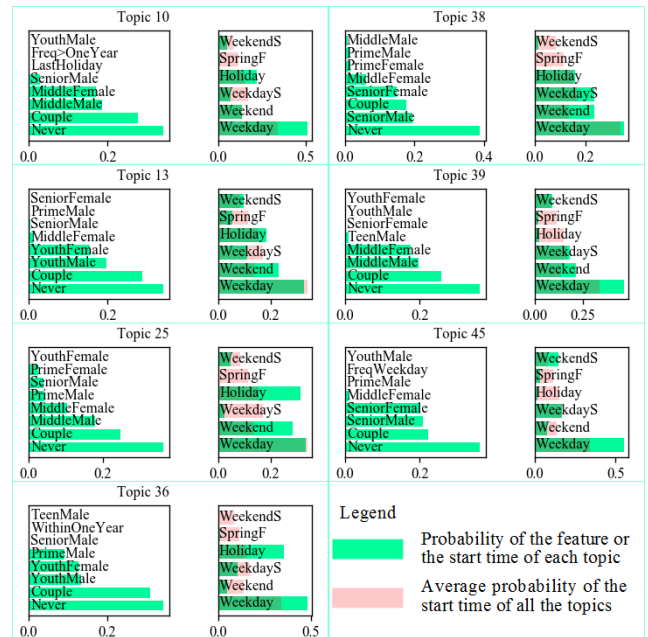 Topic 10
YouthMale
Freq>OneYear
LastHoliday
SeniorMale
MiddleFemale
MiddleMale
Couple
Never
0.0 0.2
WeekendS
SpringF
Holiday
WeekdayS
Weekend
Weekday
0.0 0.5
Topic 38
MiddleMale
PrimeMale
PrimeFemale
MiddleFemale
SeniorFemale
Couple
SeniorMale
Never
0.0 0.2 0.4
WeekendS
SpringF
Holiday
WeekdayS
Weekend
Weekday
0.0 0.2
Topic 13
SeniorFemale
PrimeMale
SeniorMale
MiddleFemale
YouthFemale
YouthMale
Couple
Never
0.0 0.2
WeekendS
SpringF
Holiday
WeekdayS
Weekend
Weekday
0.0 0.2
Topic 39
YouthFemale
YouthMale
SeniorFemale
TeenMale
MiddleFemale
MiddleMale
Couple
Never
0.0 0.2
WeekendS
SpringF
Holiday
WeekdayS
Weekend
Weekday
0.00 0.25
Topic 25
YouthFemale
PrimeFemale
SeniorMale
PrimeMale
MiddleFemale
MiddleMale
Couple
Never
0.0 0.2
WeekendS
SpringF
Holiday
WeekdayS
Weekend
Weekday
0.0 0.2
Topic 45
YouthMale
FreqWeekday
PrimeMale
MiddleFemale
SeniorFemale
SeniorMale
Couple
Never
0.0 0.2
WeekendS
SpringF
Holiday
WeekdayS
Weekend
Weekday
0.0 0.5
Topic 36
TeenMale
WithinOneYear
SeniorMale
PrimeMale
YouthFemale
YouthMale
Couple
Never
0.0 0.2
WeekendS
SpringF
Holiday
WeekdayS
Weekend
Weekday
0.0 0.5
Legend
Probability of the feature or
the start time of each topic
Average probability of the
start time of all the topics